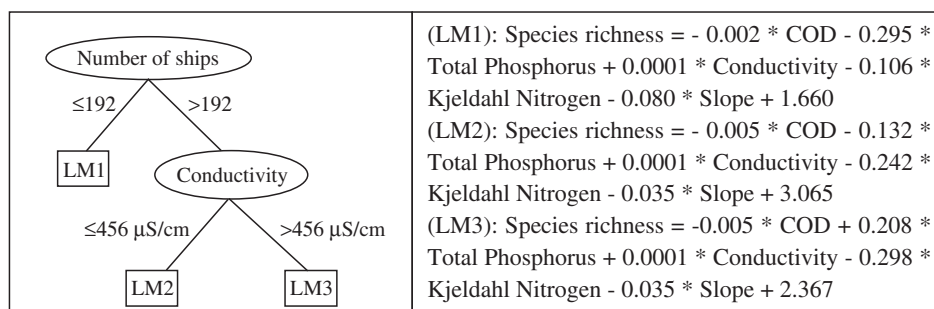 Number of ships
≤192
>192
LM1
Conductivity
≤456 μS/cm
>456 μS/cm
LM2
LM3
(LM1): Species richness = - 0.002 * COD - 0.295 *
Total Phosphorus + 0.0001 * Conductivity - 0.106 *
Kjeldahl Nitrogen - 0.080 * Slope + 1.660
(LM2): Species richness = - 0.005 * COD - 0.132 *
Total Phosphorus + 0.0001 * Conductivity - 0.242 *
Kjeldahl Nitrogen - 0.035 * Slope + 3.065
(LM3): Species richness = -0.005 * COD + 0.208 *
Total Phosphorus + 0.0001 * Conductivity - 0.298 *
Kjeldahl Nitrogen - 0.035 * Slope + 2.367